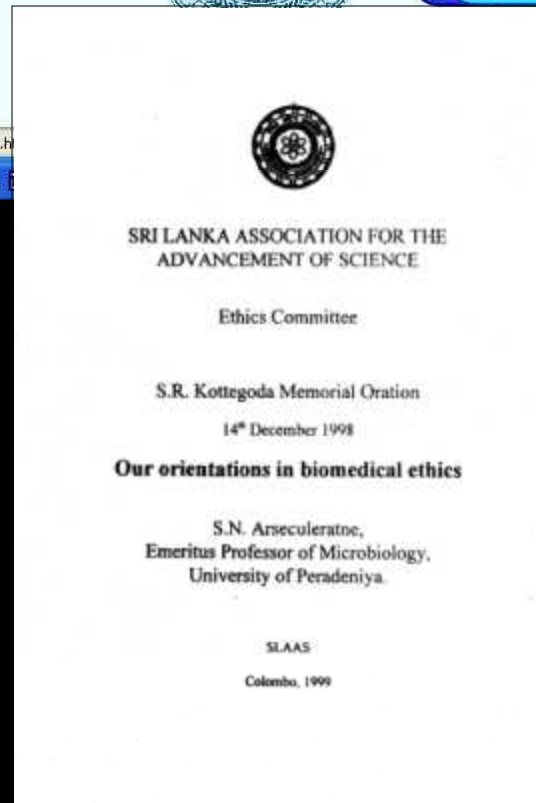 SRI LANKA ASSOCIATION FOR THE
ADVANCEMENT OF SCIENCE
Ethics Committee
S.R. Kottegoda Memorial Oration
14th December 1998
Our orientations in biomedical ethics
S.N. Arseculeratne,
Emeritus Professor of Microbiology,
University of Peradeniya.
SLAAS
Colombo, 1999